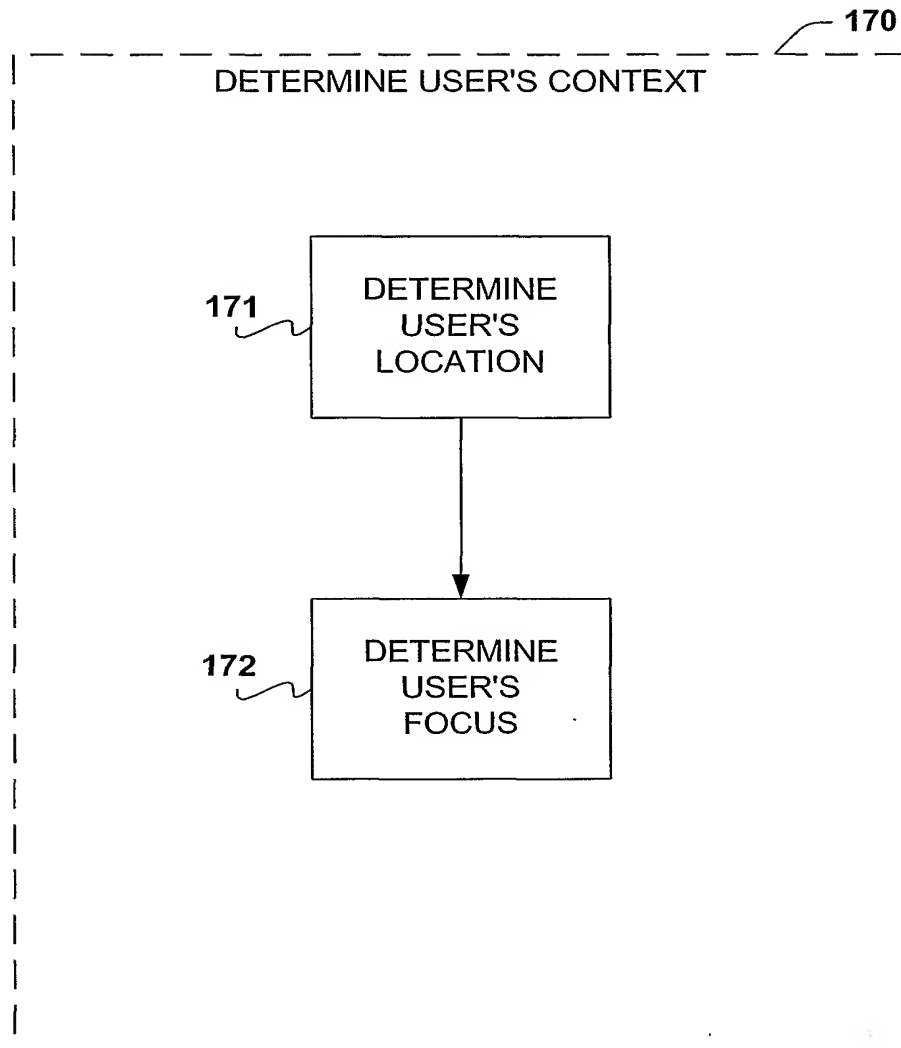 170
DETERMINE USER'S CONTEXT
171
DETERMINE
USER'S
LOCATION
172
DETERMINE
USER'S
FOCUS